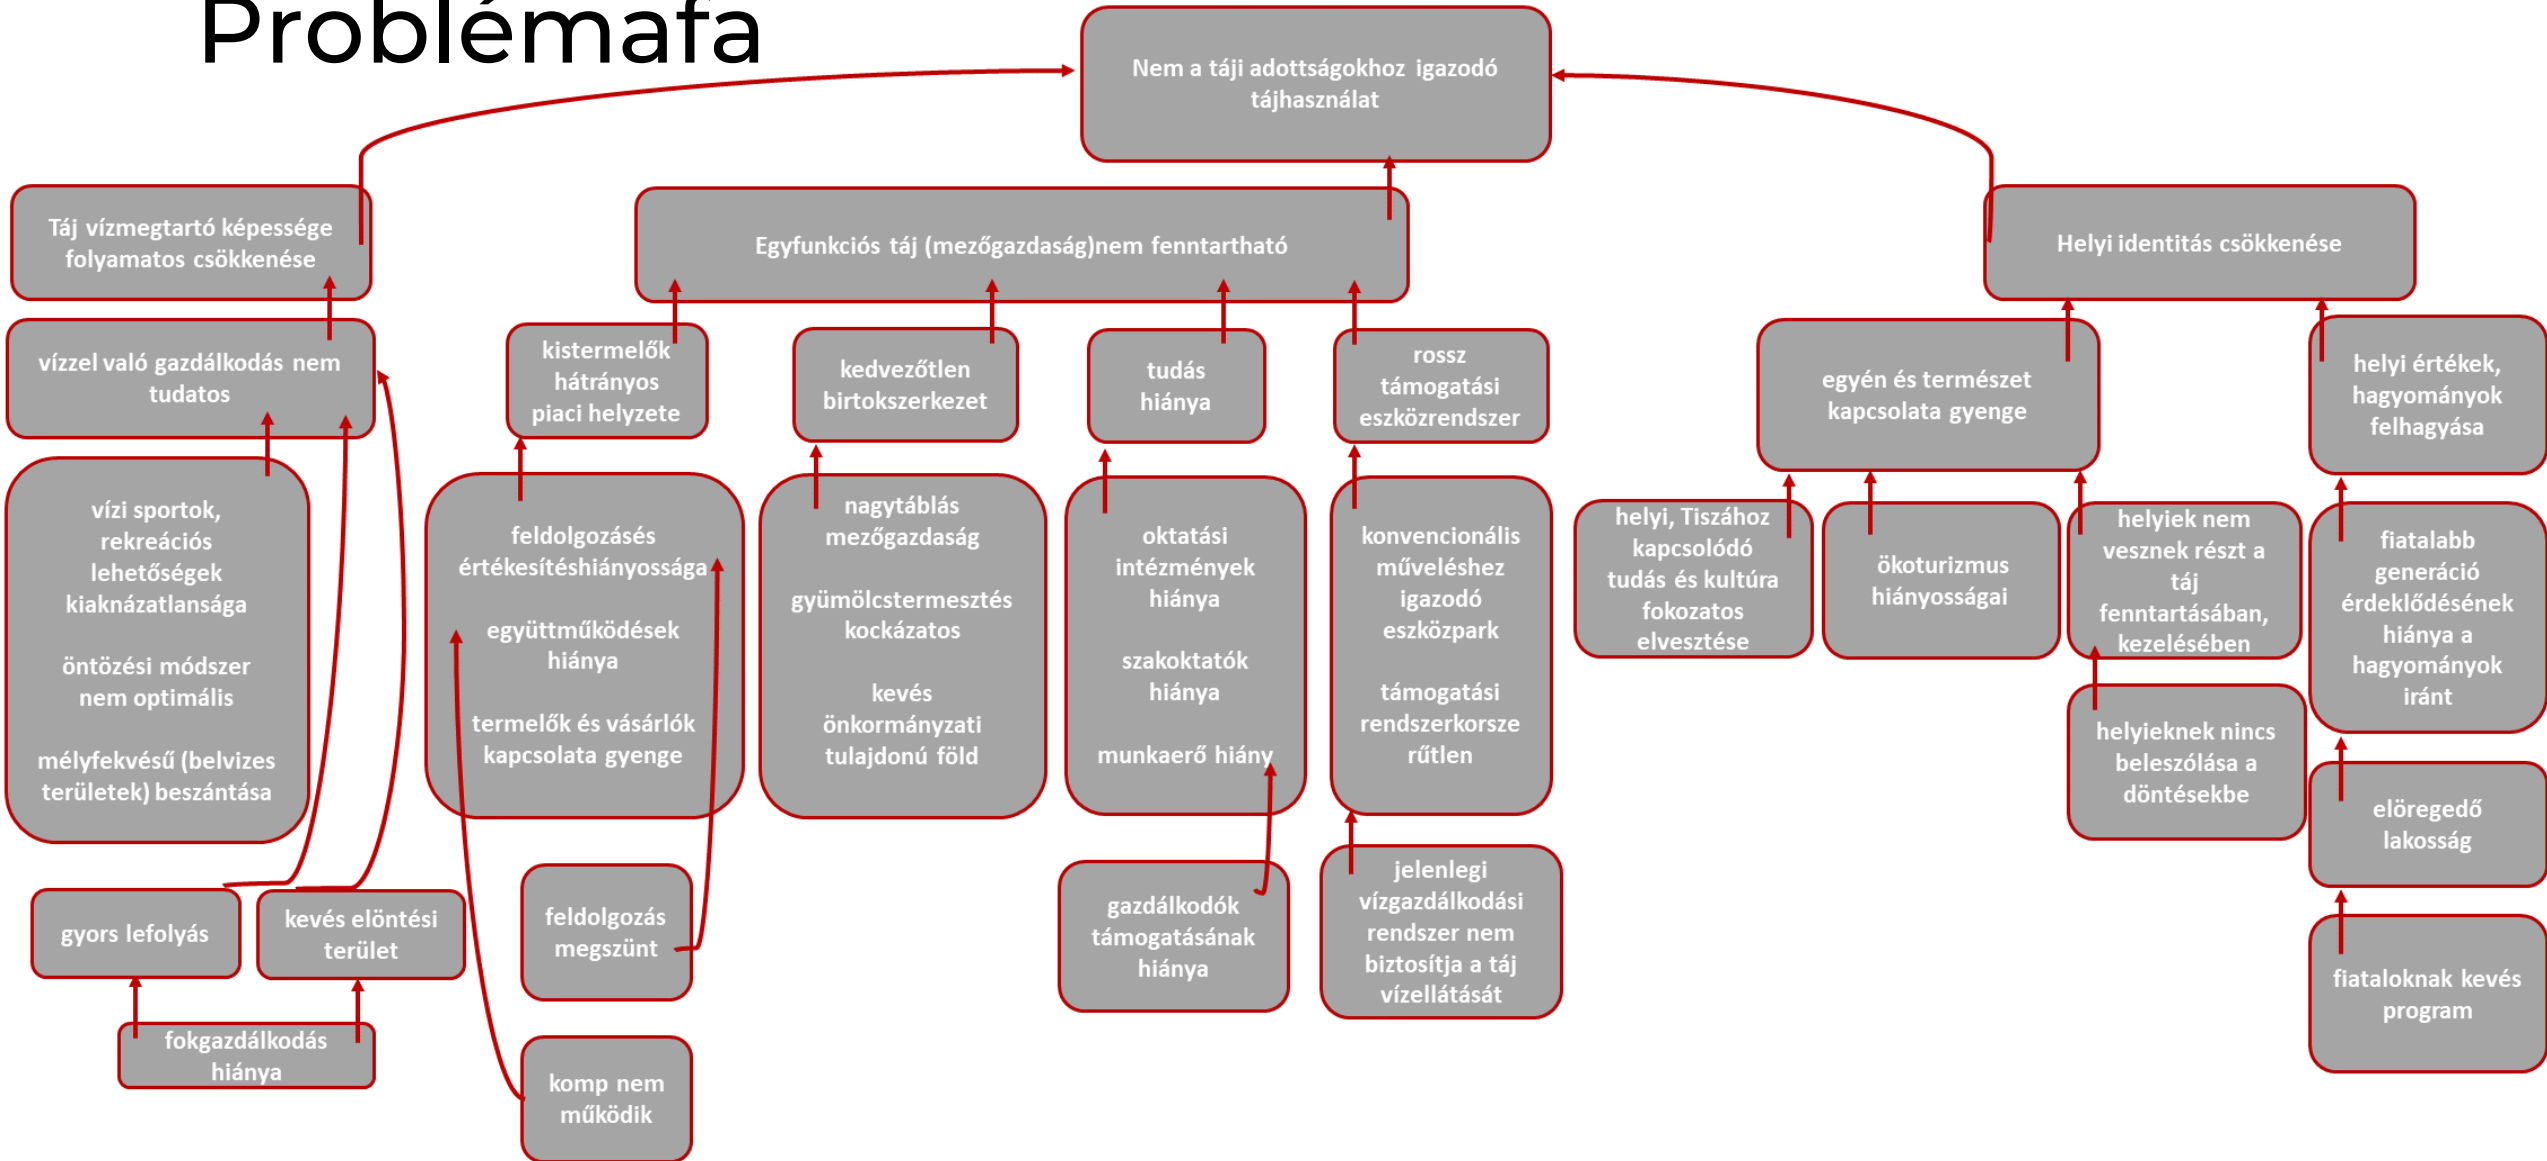 Problémafa
Nem a táji adottságokhoz igazodó
tájhasználat
Táj vízmegtartó képessége
folyamatos csökkenése
Egyfunkciós táj (mezőgazdaság)nem fenntartható
Helyi identitás csökkenése
vízzel való gazdálkodás nem
tudatos
kistermelők
hátrányos
piaci helyzete
kedvezőtlen
birtokszerkezet
tudás
hiánya
rossz
támogatási
eszközrendszer
egyén és természet
kapcsolata gyenge
helyi értékek,
hagyományok
felhagyása
vízi sportok,
rekreációs
lehetőségek
kiaknázatlansága
öntözési módszer
nem optimális
mélyfekvésű (belvizes
területek) beszántása
feldolgozásés
értékesítéshiányossága
együttműködések
hiánya
termelők és vásárlók
kapcsolata gyenge
nagytáblás
mezőgazdaság
gyümölcstermesztés
kockázatos
kevés
önkormányzati
tulajdonú föld
oktatási
intézmények
hiánya
szakoktatók
hiánya
munkaerő hiány
konvencionális
műveléshez
igazodó
eszközpark
támogatási
rendszerkorsze
rűtlen
helyi, Tiszához
kapcsolódó
tudás és kultúra
fokozatos
elvesztése
ökoturizmus
hiányosságai
helyiek nem
vesznek részt a
táj
fenntartásában,
kezelésében
fiatalabb
generáció
érdeklődésének
hiánya a
hagyományok
iránt
helyieknek nincs
beleszólása a
döntésekbe
elöregedő
lakosság
gyors lefolyás
kevés elöntési
terület
feldolgozás
megszünt
gazdálkodók
támogatásának
hiánya
jelenlegi
vízgazdálkodási
rendszer nem
biztosítja a táj
vízellátását
fiataloknak kevés
program
fokgazdálkodás
hiánya
komp nem
működik